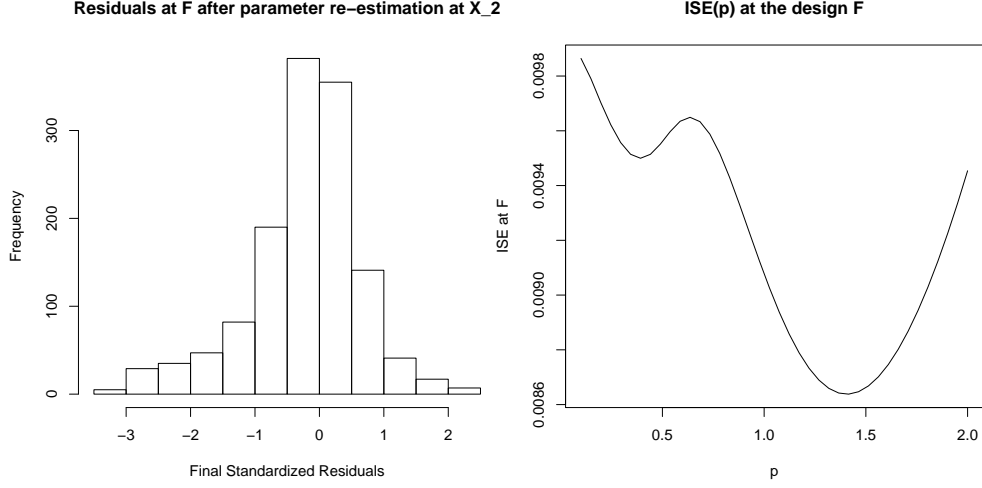 Residuals at F after parameter re−estimation at X_2
Frequency
300
200
100
0
−3 −2 −1 0 1 2
Final Standardized Residuals
ISE(p) at the design F
ISE at F
0.0098
0.0094
0.0090
0.0086
0.5 1.0 1.5 2.0
p